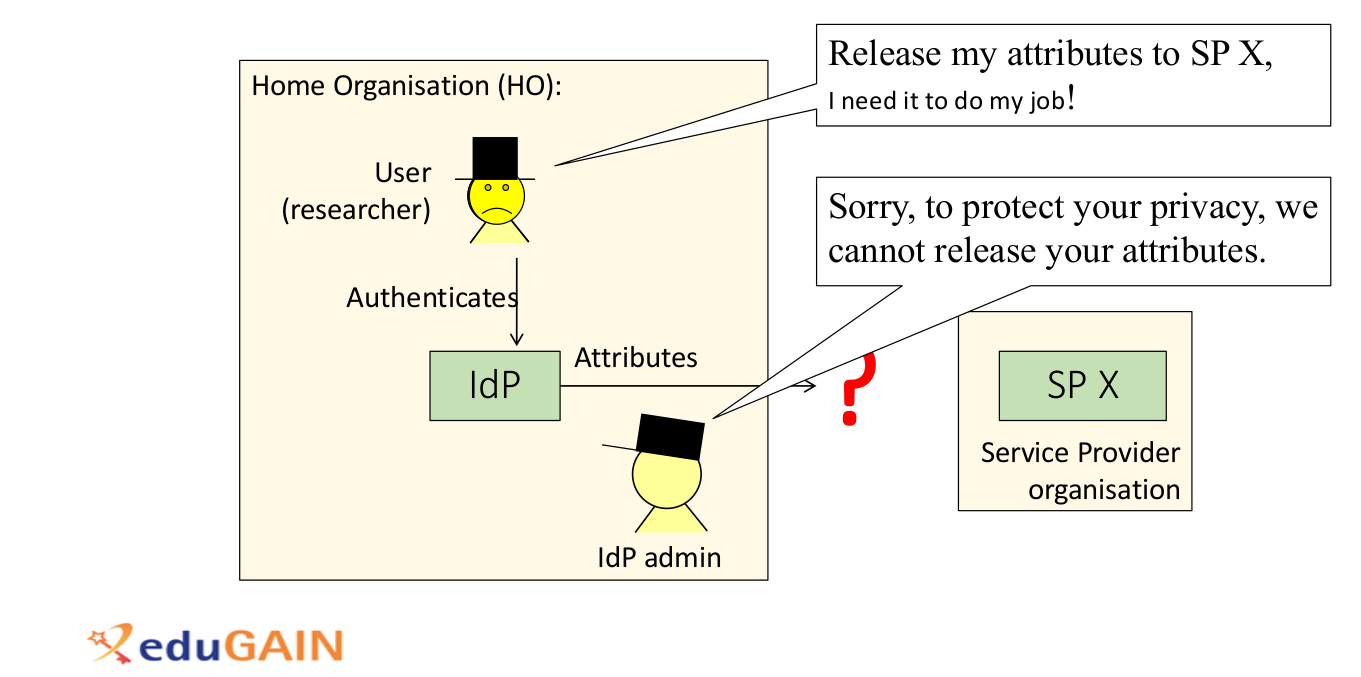 Release my attributes to SP X,
I need it to do my job!
Home Organisation (HO):
User
(researcher)
Sorry, to protect your privacy, we
cannot release your attributes.
Authenticates
Attributes
IdP
?
SP X
Service Provider
organisation
IdP admin
eduGAIN